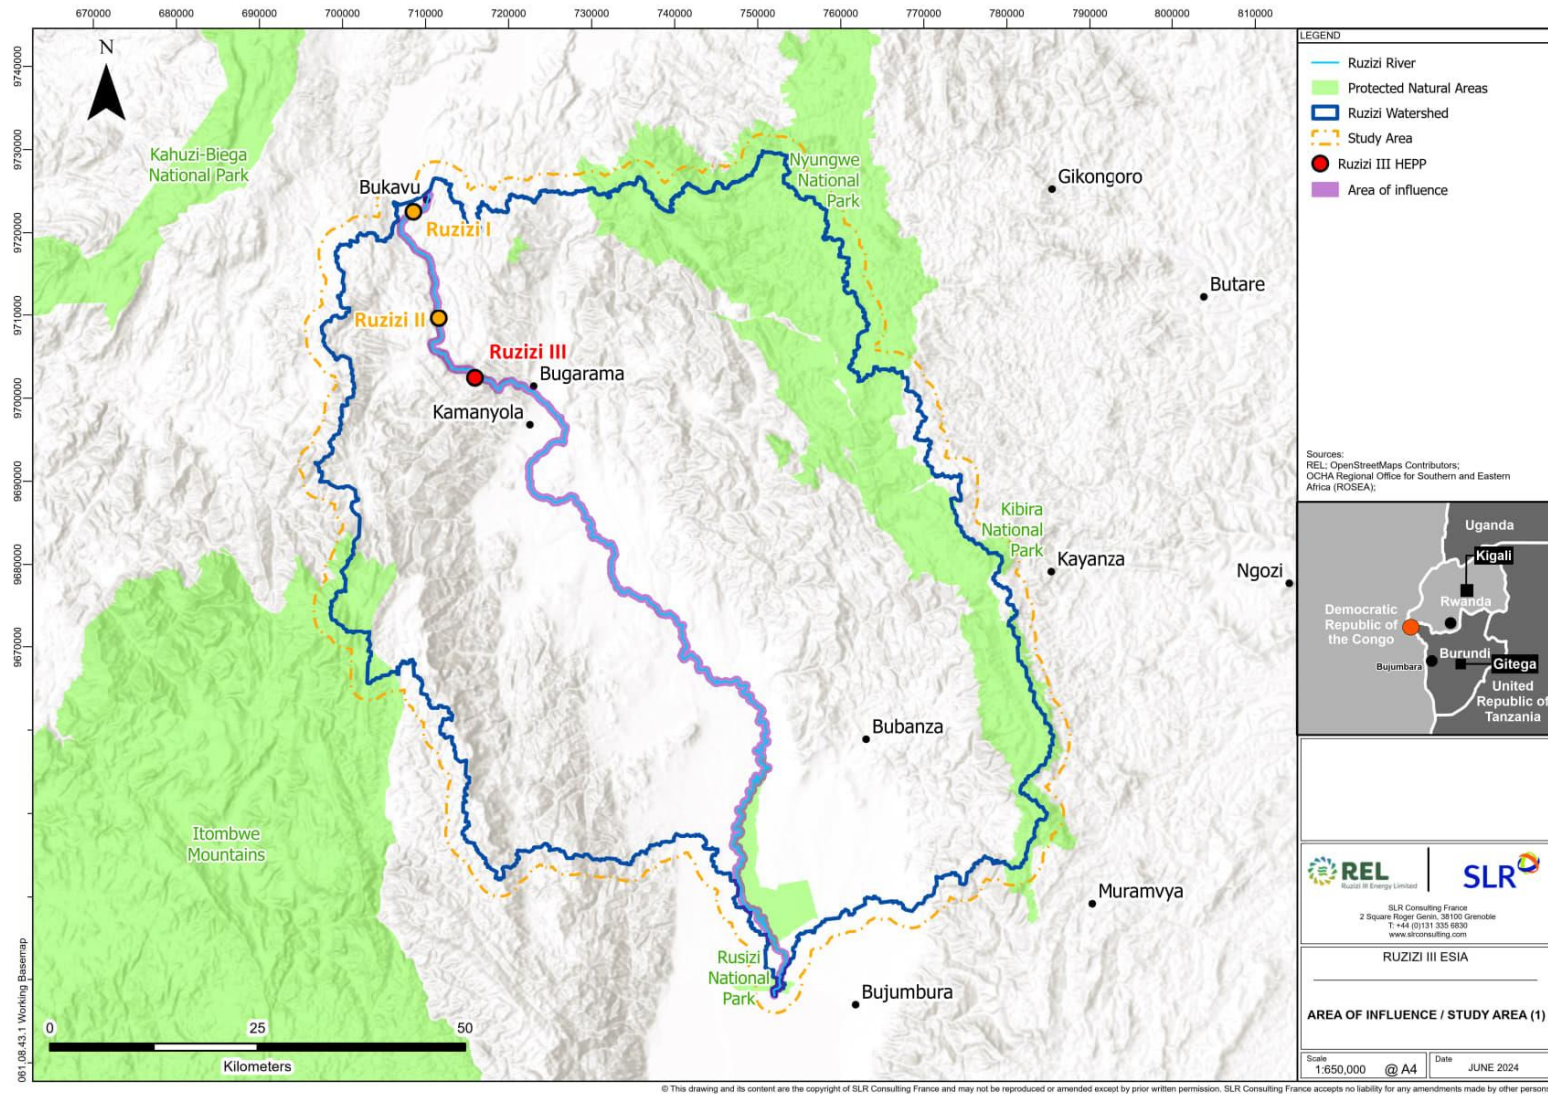 670000 680000 690000 700000 710000 720000 730000 740000 750000 760000 770000 780000 790000 800000 810000
9740000
9730000
9720000
9710000
9700000
9690000
9680000
9670000
N
Kahuzi-Biega
National Park
Bukavu
Ruzizi I
Ruzizi II
Ruzizi III
Bugarama
Kamanyola
Nyungwe
National
Park
Gikongoro
Butare
Kibira
National
Park
Kayanza
Ngozi
Bubanza
Itombwe
Mountains
Muramvya
Rusizi
National
Park
Bujumbura
0 25 50
Kilometers
061.08.43.1 Working Basemap
LEGEND
Ruzizi River
Protected Natural Areas
Ruzizi Watershed
Study Area
Ruzizi III HEPP
Area of influence
Sources:
REL; OpenStreetMaps Contributors;
OCHA Regional Office for Southern and Eastern
Africa (ROSEA);
Uganda
Kigali
Rwanda
Democratic
Republic of
the Congo
Burundi
Bujumbara
Gitega
United
Republic of
Tanzania
REL
Ruzizi III Energy Limited
SLR
SLR Consulting France
2 Square Roger Genin, 38100 Grenoble
T: +44 (0)131 335 6830
www.slrconsulting.com
RUZIZI III ESIA
AREA OF INFLUENCE / STUDY AREA (1)
Scale
1:650,000 @ A4
Date
JUNE 2024
© This drawing and its content are the copyright of SLR Consulting France and may not be reproduced or amended except by prior written permission. SLR Consulting France accepts no liability for any amendments made by other persons